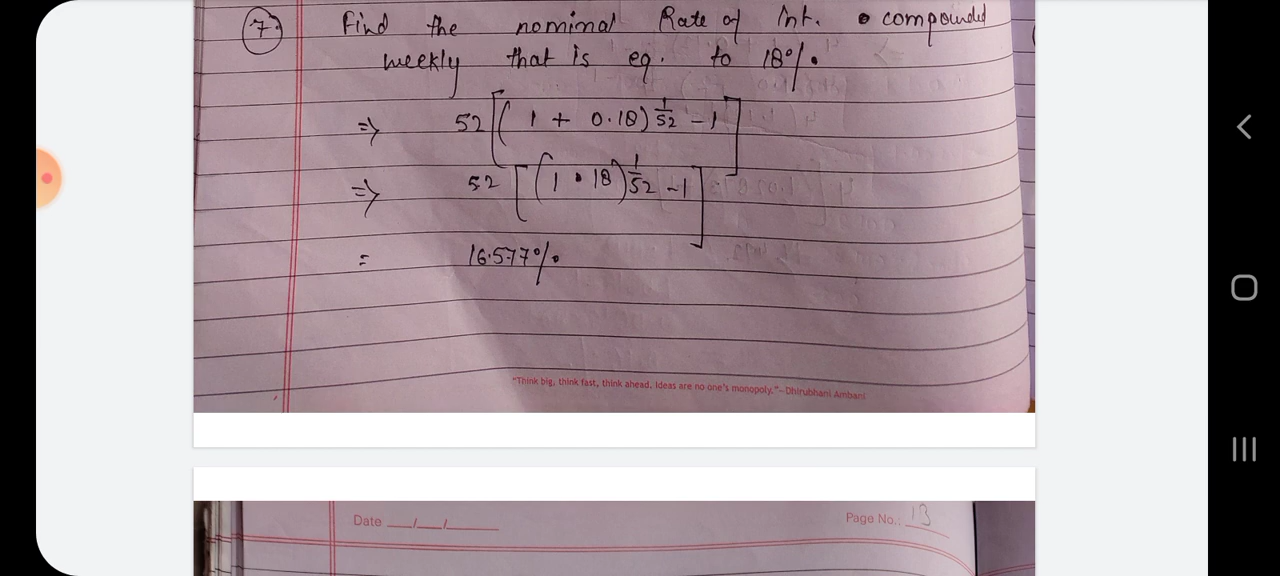 7. Find the nominal Rate of Int. • compounded
weekly that is eq. to 18%.
=> 52 [(1 + 0.18)^1/52 - 1]
=> 52 [(1.18)^1/52 - 1]
= 16.577%
"Think big, think fast, think ahead. Ideas are no one's monopoly." - Dhirubhani Ambani
Date __/__/____ Page No.: 13